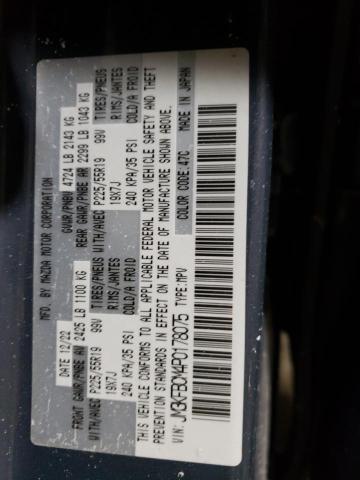 MFD. BY MAZDA MOTOR CORPORATION
DATE 12/22 GVWR/PNBV 4724 LB 2143 KG
FRONT GAWR/PNBE AV 2425 LB 1100 KG REAR GAWR/PNBE AR 2299 LB 1043 KG
WITH/AVEC P225/55R19 99V TIRES/PNEUS WITH/AVEC P225/55R19 99V TIRES/PNEUS
19X7J RIMS/JANTES 19X7J RIMS/JANTES
240 KPA/35 PSI COLD/A FROID 240 KPA/35 PSI COLD/A FROID
THIS VEHICLE CONFORMS TO ALL APPLICABLE FEDERAL MOTOR VEHICLE SAFETY AND THEFT
PREVENTION STANDARDS IN EFFECT ON THE DATE OF MANUFACTURE SHOWN ABOVE.
VIN: JM3KFBCM4P0178075 TYPE:MPV COLOR CODE:47C MADE IN JAPAN